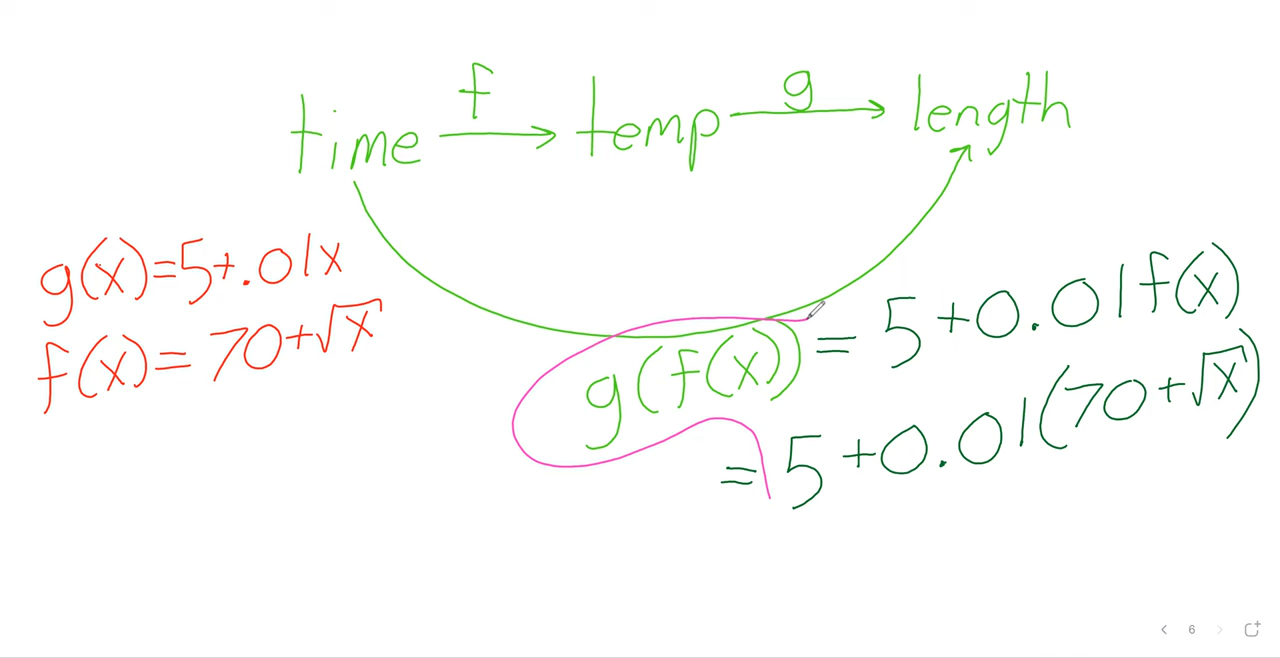 time f→ temp g→ length
g(x)=5+.01x
f(x)=70+√x
g(f(x)) = 5+0.01f(x)
= 5+0.01(70+√x)
< 6 >